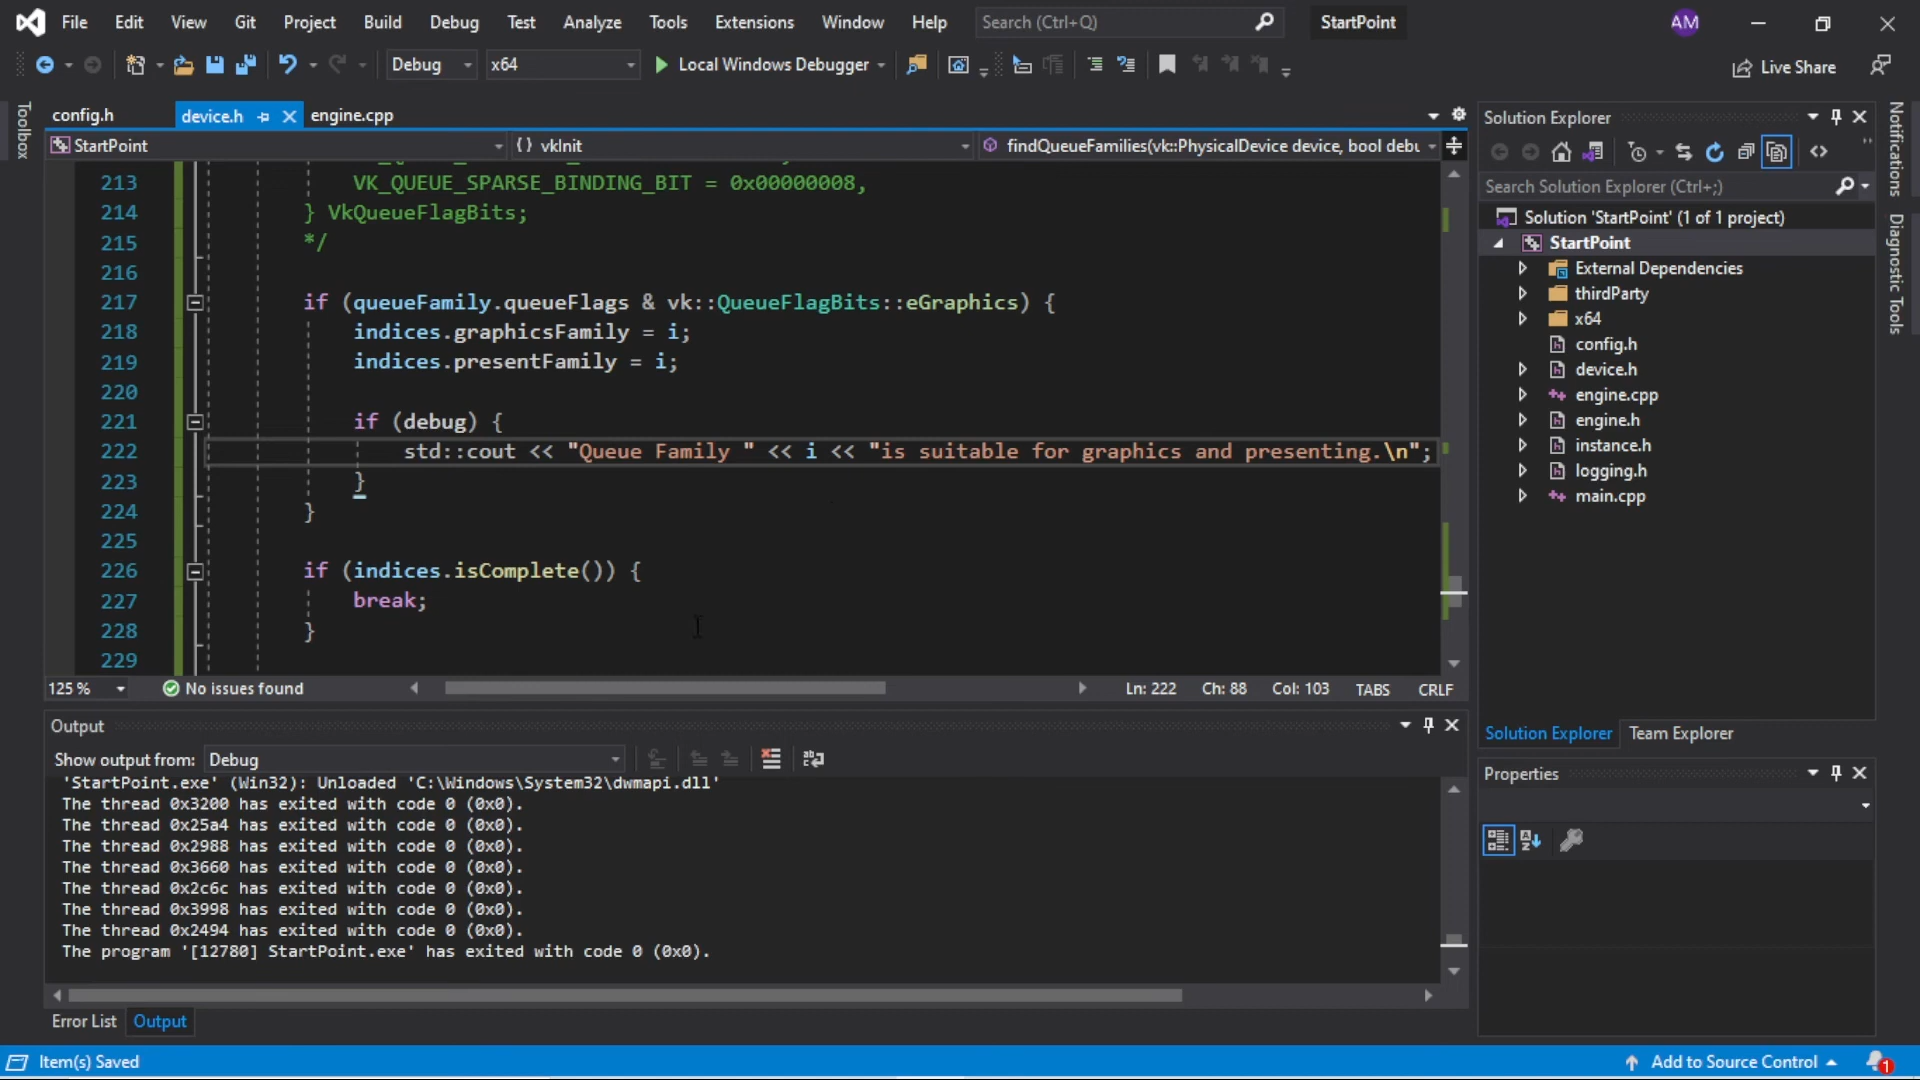 File Edit View Git Project Build Debug Test Analyze Tools Extensions Window Help Search (Ctrl+Q) StartPoint AM
Debug x64 Local Windows Debugger Live Share
Toolbox
config.h device.h engine.cpp
StartPoint {} vkInit findQueueFamilies(vk::PhysicalDevice device, bool debu
213 VK_QUEUE_SPARSE_BINDING_BIT = 0x00000008,
214 } VkQueueFlagBits;
215 */
216
217 if (queueFamily.queueFlags & vk::QueueFlagBits::eGraphics) {
218 indices.graphicsFamily = i;
219 indices.presentFamily = i;
220
221 if (debug) {
222 std::cout << "Queue Family " << i << "is suitable for graphics and presenting.\n";
223 }
224 }
225
226 if (indices.isComplete()) {
227 break;
228 }
229
125 % No issues found Ln: 222 Ch: 88 Col: 103 TABS CRLF
Output
Show output from: Debug
'StartPoint.exe' (Win32): Unloaded 'C:\Windows\System32\dwmapi.dll'
The thread 0x3200 has exited with code 0 (0x0).
The thread 0x25a4 has exited with code 0 (0x0).
The thread 0x2988 has exited with code 0 (0x0).
The thread 0x3660 has exited with code 0 (0x0).
The thread 0x2c6c has exited with code 0 (0x0).
The thread 0x3998 has exited with code 0 (0x0).
The thread 0x2494 has exited with code 0 (0x0).
The program '[12780] StartPoint.exe' has exited with code 0 (0x0).
Error List Output
Solution Explorer
Search Solution Explorer (Ctrl+;)
Solution 'StartPoint' (1 of 1 project)
StartPoint
External Dependencies
thirdParty
x64
config.h
device.h
engine.cpp
engine.h
instance.h
logging.h
main.cpp
Solution Explorer Team Explorer
Properties
Notifications
Diagnostic Tools
Item(s) Saved Add to Source Control 1